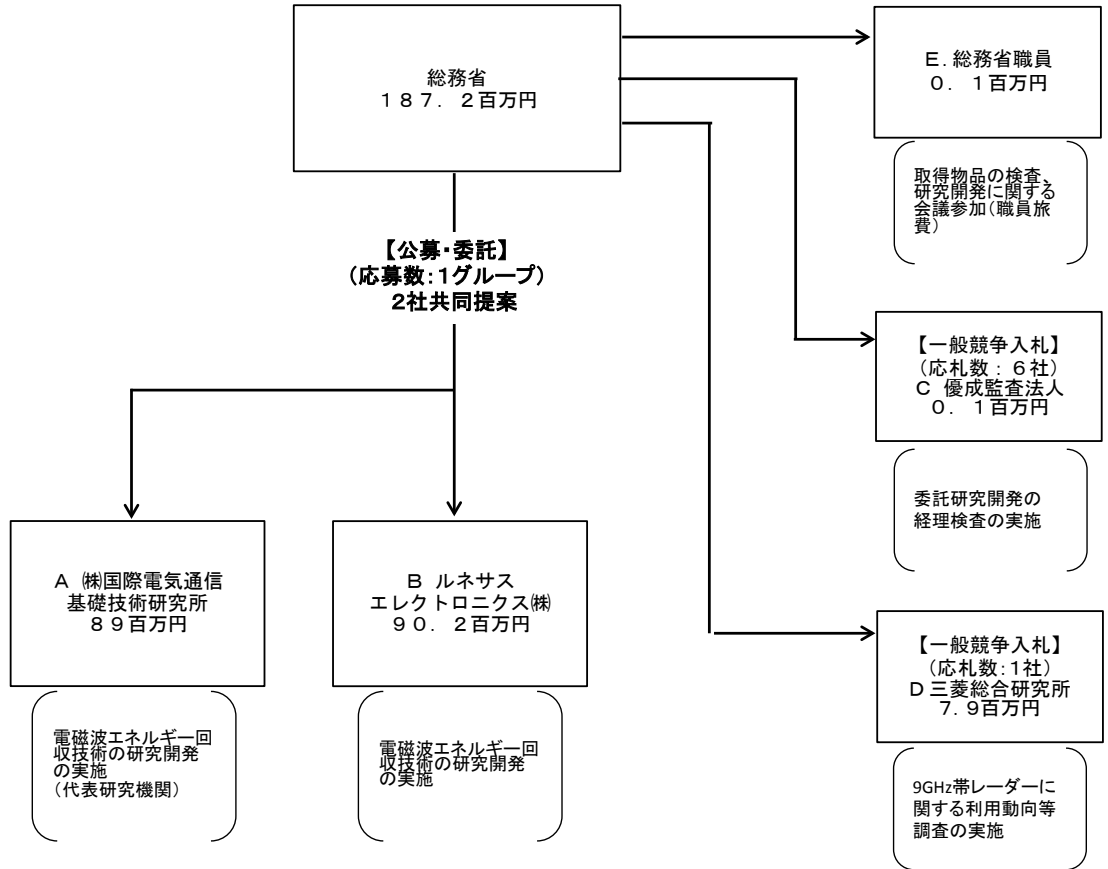 総務省
１８７．２百万円
【公募・委託】
（応募数：１グループ）
２社共同提案
A ㈱国際電気通信
基礎技術研究所
８９百万円
電磁波エネルギー回
収技術の研究開発
の実施
（代表研究機関）
B ルネサス
エレクトロニクス㈱
９０．２百万円
電磁波エネルギー回
収技術の研究開発
の実施
E．総務省職員
０．１百万円
取得物品の検査、
研究開発に関する
会議参加（職員旅
費）
【一般競争入札】
（応札数：６社）
C 優成監査法人
０．１百万円
委託研究開発の
経理検査の実施
【一般競争入札】
（応札数：１社）
D 三菱総合研究所
７.９百万円
9GHz帯レーダーに
関する利用動向等
調査の実施